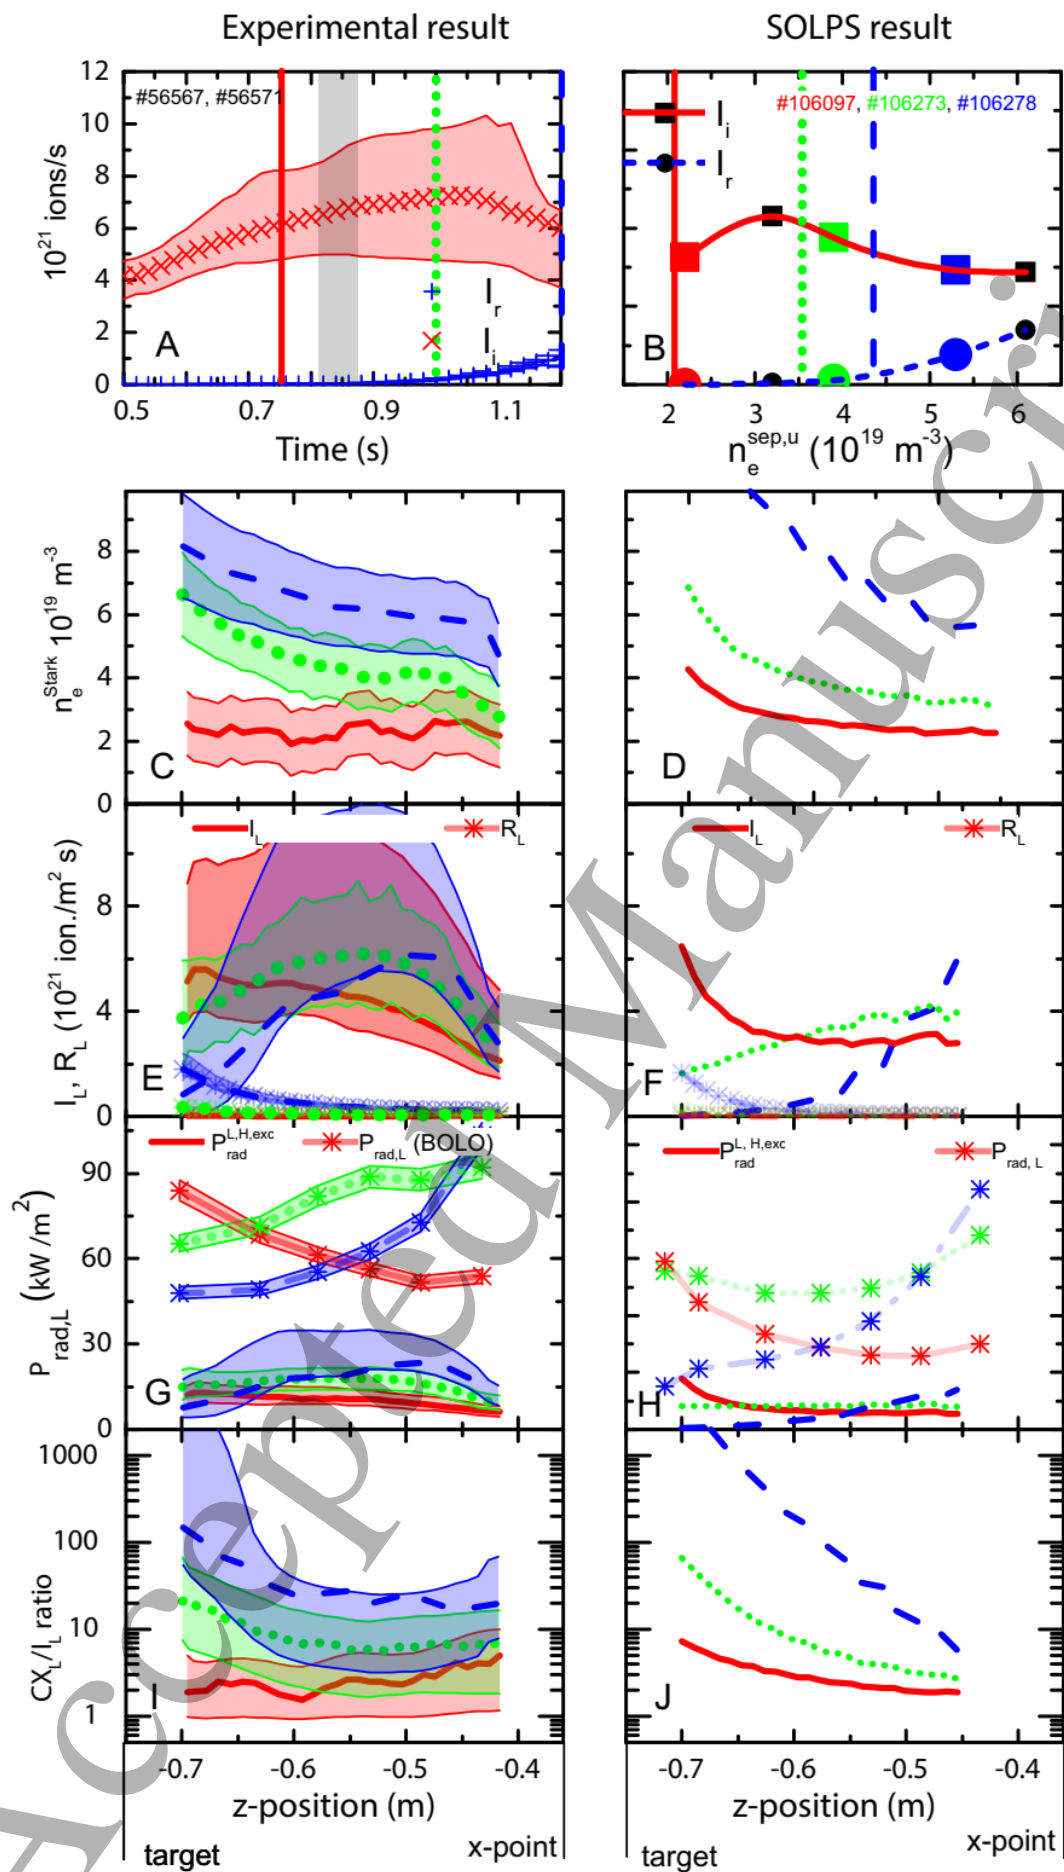 Experimental result
SOLPS result
12
10
8
6
4
2
0
10^21 ions/s
#56567, #56571
I_r
I_i
A
0.5
0.7
0.9
1.1
Time (s)
#106097, #106273, #106278
I_i
I_r
B
2
3
4
5
6
n_e^sep,u (10^19 m^-3)
8
6
4
2
0
n_e^Stark 10^19 m^-3
C
D
8
4
0
I_L, R_L (10^21 ion./m^2 s)
I_L
R_L
E
I_L
R_L
F
90
60
30
0
P_rad,L (kW/m^2)
P_rad^L,H,exc
P_rad,L (BOLO)
G
P_rad^L,H,exc
P_rad,L
H
1000
100
10
1
CX_L/I_L ratio
I
J
-0.7
-0.6
-0.5
-0.4
-0.7
-0.6
-0.5
-0.4
z-position (m)
z-position (m)
target
x-point
target
x-point
Accepted Manuscri